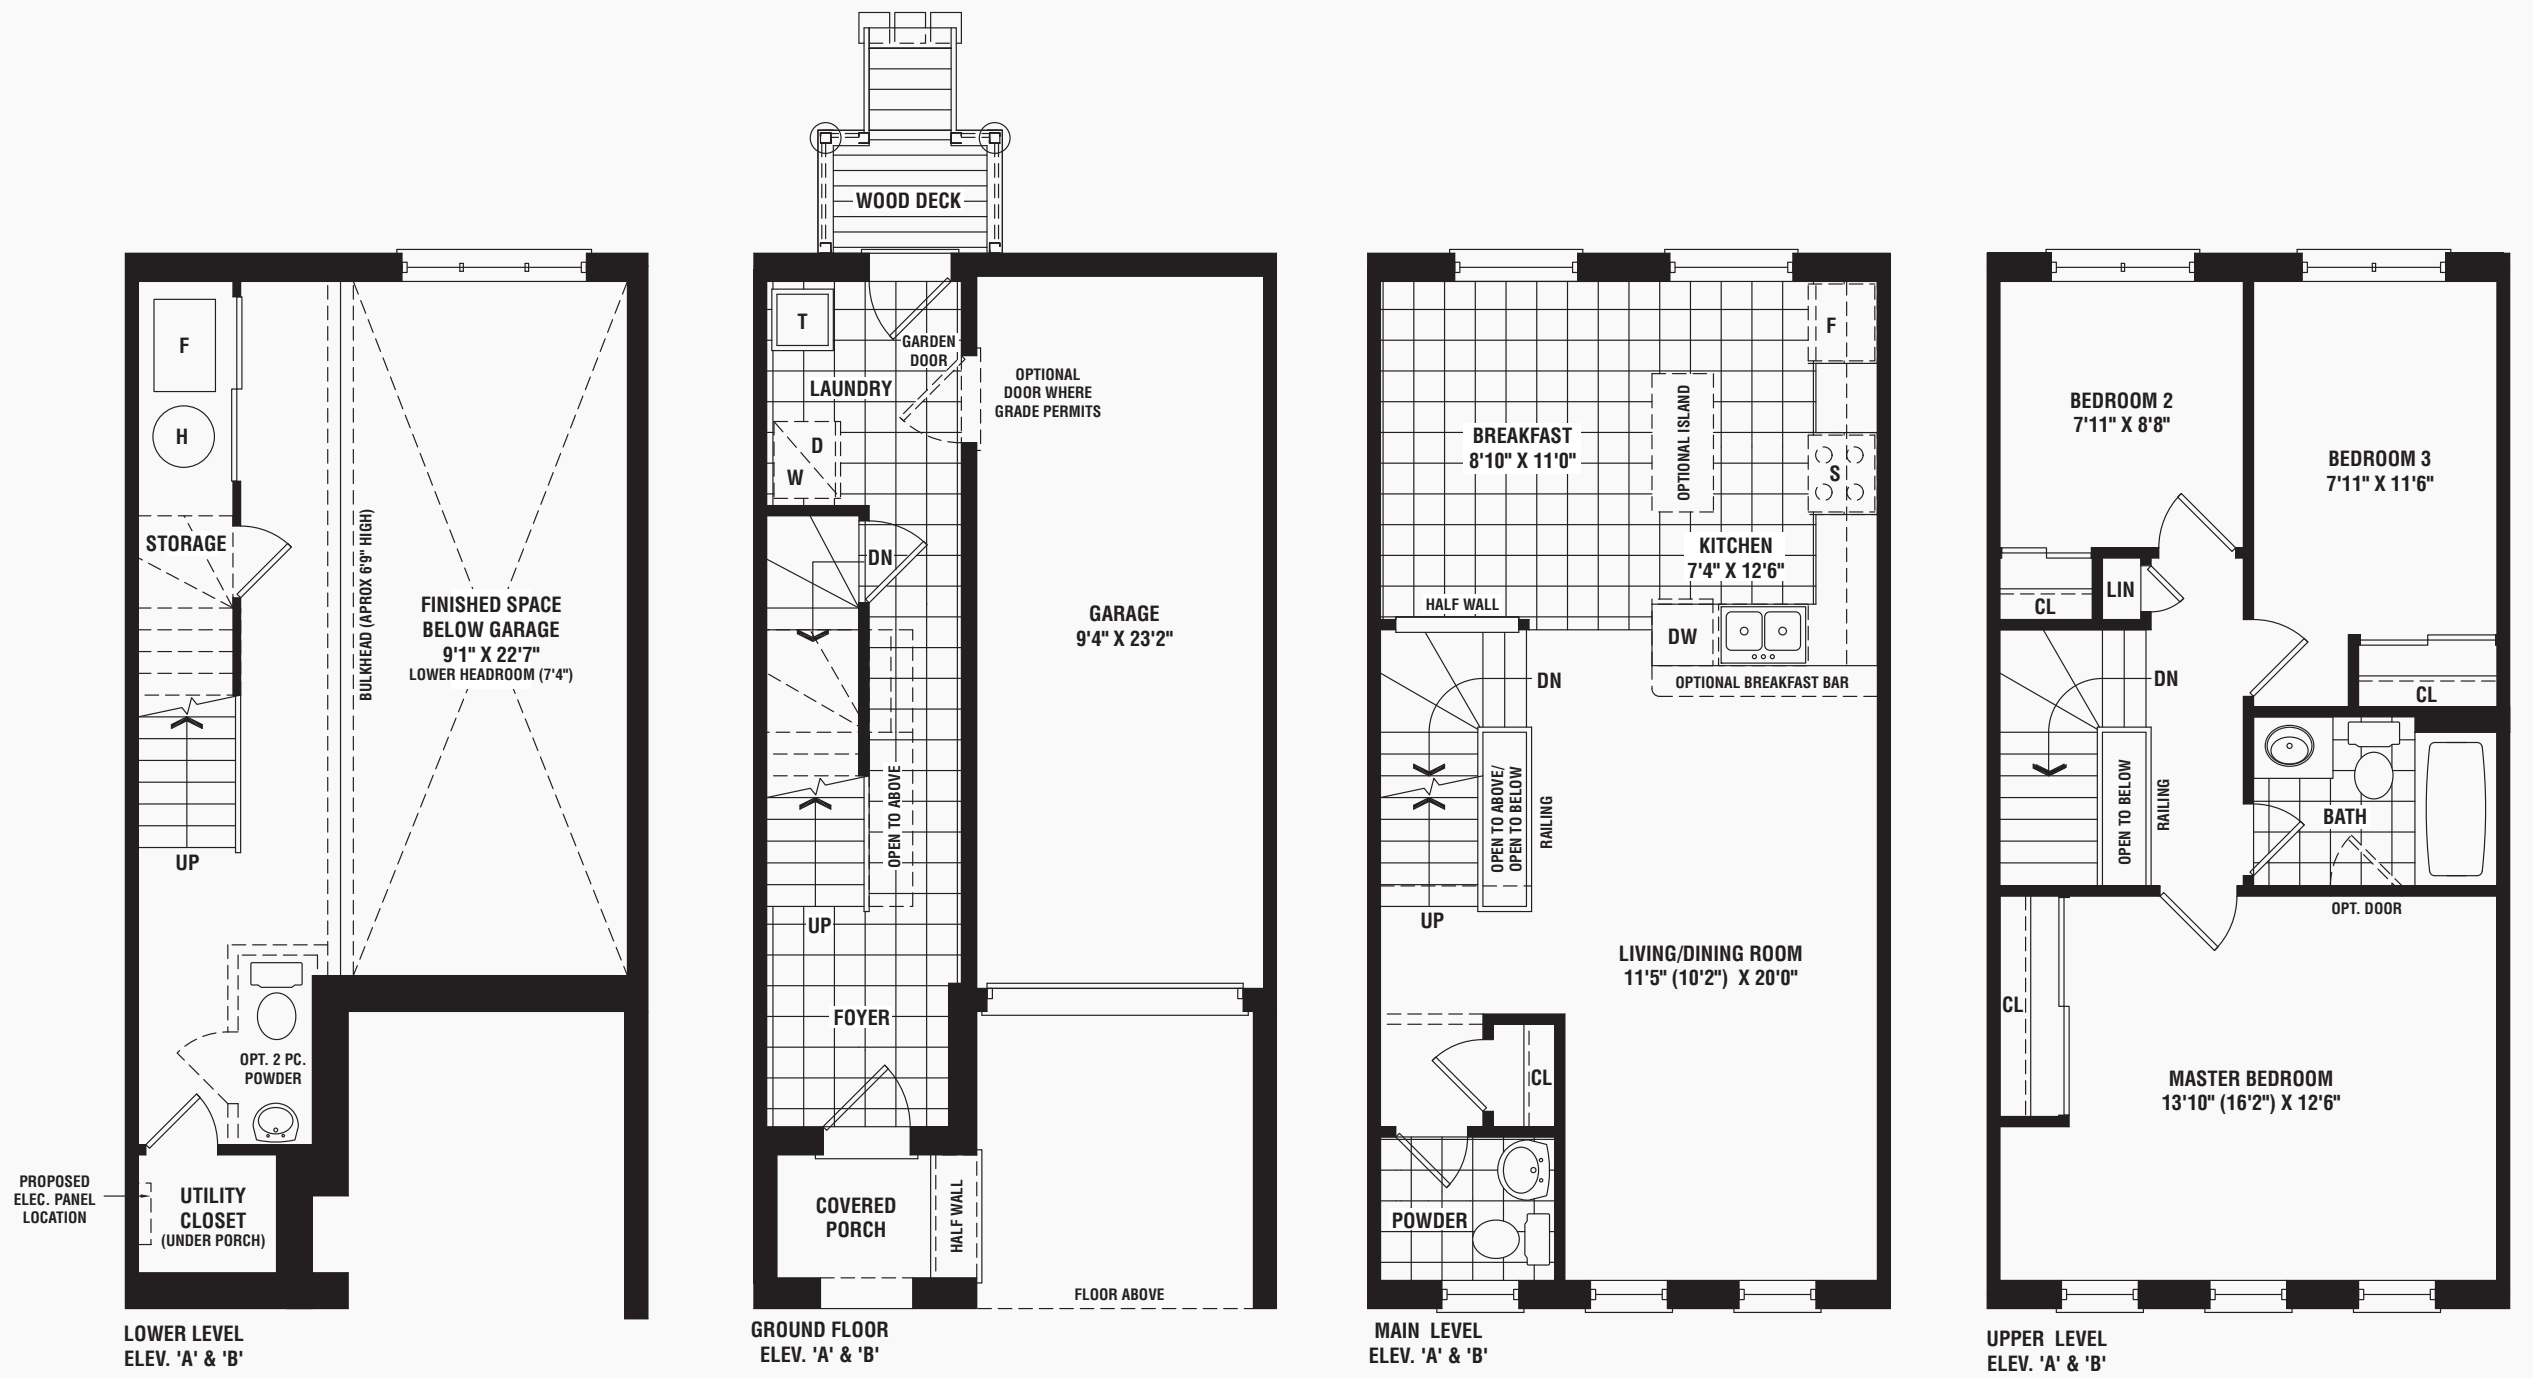 F
H
STORAGE
BULKHEAD (APROX 6'9" HIGH)
FINISHED SPACE
BELOW GARAGE
9'1" X 22'7"
LOWER HEADROOM (7'4")
UP
OPT. 2 PC.
POWDER
PROPOSED
ELEC. PANEL
LOCATION
UTILITY
CLOSET
(UNDER PORCH)
LOWER LEVEL
ELEV. 'A' & 'B'
WOOD DECK
T
GARDEN
DOOR
LAUNDRY
OPTIONAL
DOOR WHERE
GRADE PERMITS
D
W
DN
GARAGE
9'4" X 23'2"
OPEN TO ABOVE
UP
FOYER
COVERED
PORCH
HALF WALL
FLOOR ABOVE
GROUND FLOOR
ELEV. 'A' & 'B'
F
OPTIONAL ISLAND
BREAKFAST
8'10" X 11'0"
S
KITCHEN
7'4" X 12'6"
HALF WALL
DW
DN
OPTIONAL BREAKFAST BAR
OPEN TO ABOVE/
OPEN TO BELOW
RAILING
UP
LIVING/DINING ROOM
11'5" (10'2") X 20'0"
CL
POWDER
MAIN LEVEL
ELEV. 'A' & 'B'
BEDROOM 2
7'11" X 8'8"
BEDROOM 3
7'11" X 11'6"
LIN
CL
DN
CL
OPEN TO BELOW
RAILING
BATH
OPT. DOOR
CL
MASTER BEDROOM
13'10" (16'2") X 12'6"
UPPER LEVEL
ELEV. 'A' & 'B'